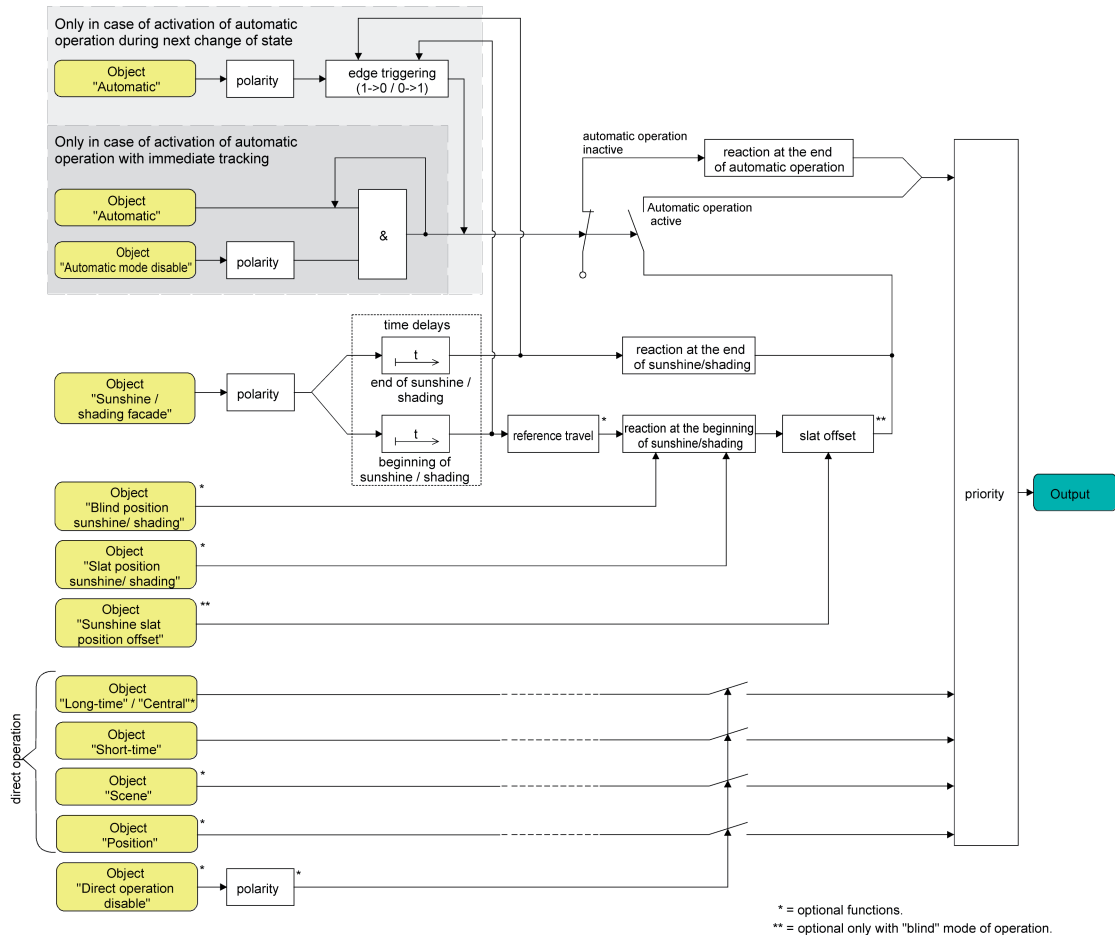 Only in case of activation of automatic
operation during next change of state
Object
"Automatic"
polarity
edge triggering
(1->0 / 0->1)
Only in case of activation of automatic
operation with immediate tracking
Object
"Automatic"
Object
"Automatic mode disable"
polarity
&
automatic operation
inactive
reaction at the end
of automatic operation
Automatic operation
active
time delays
t
end of sunshine /
shading
reaction at the end
of sunshine/shading
Object
"Sunshine /
shading facade"
polarity
t
beginning of
sunshine / shading
reference travel
*
reaction at the beginning
of sunshine/shading
slat offset
**
Object
"Blind position
sunshine/ shading"
*
Object
"Slat position
sunshine/ shading"
*
Object
"Sunshine slat
position offset"
**
priority
Output
direct operation
Object
"Long-time" / "Central"*
Object
"Short-time"
Object
"Scene"
*
Object
"Position"
*
Object
"Direct operation
disable"
*
polarity
*
* = optional functions.
** = optional only with "blind" mode of operation.